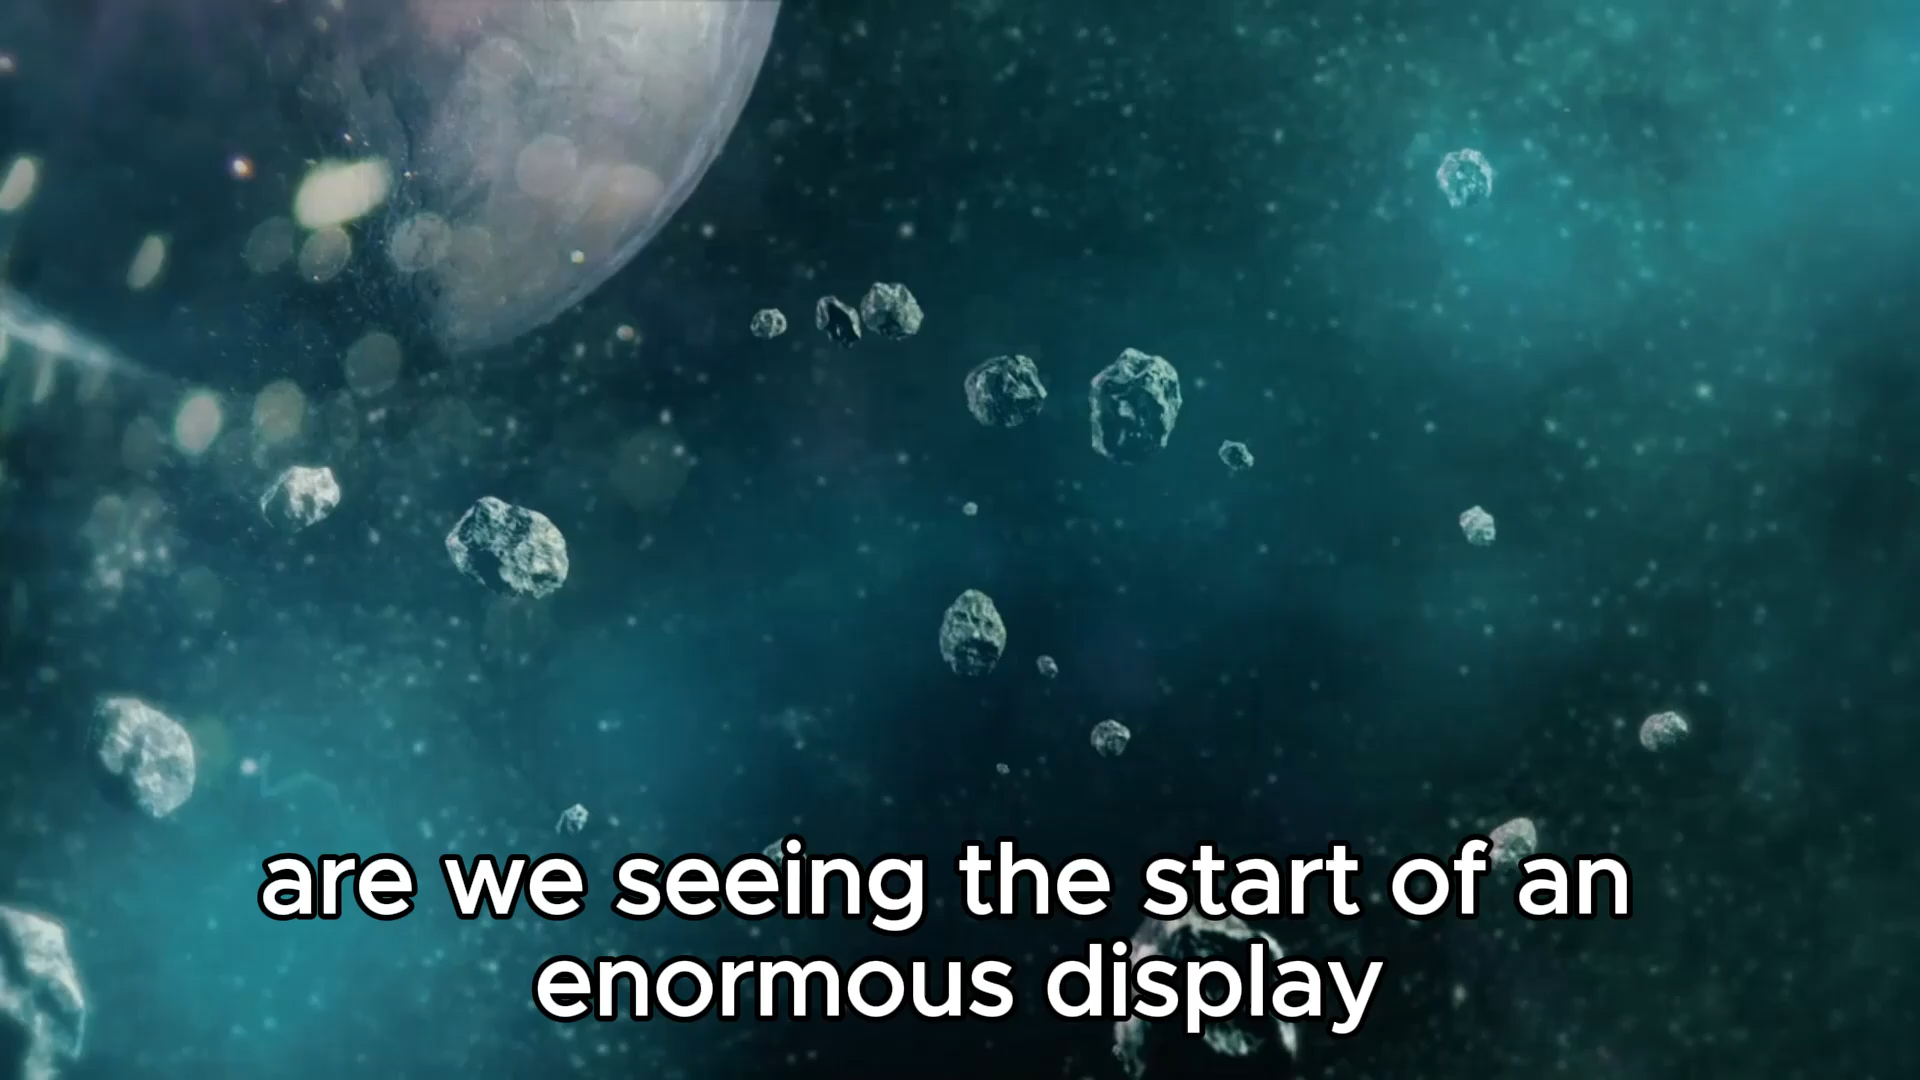 are we seeing the start of an
enormous display